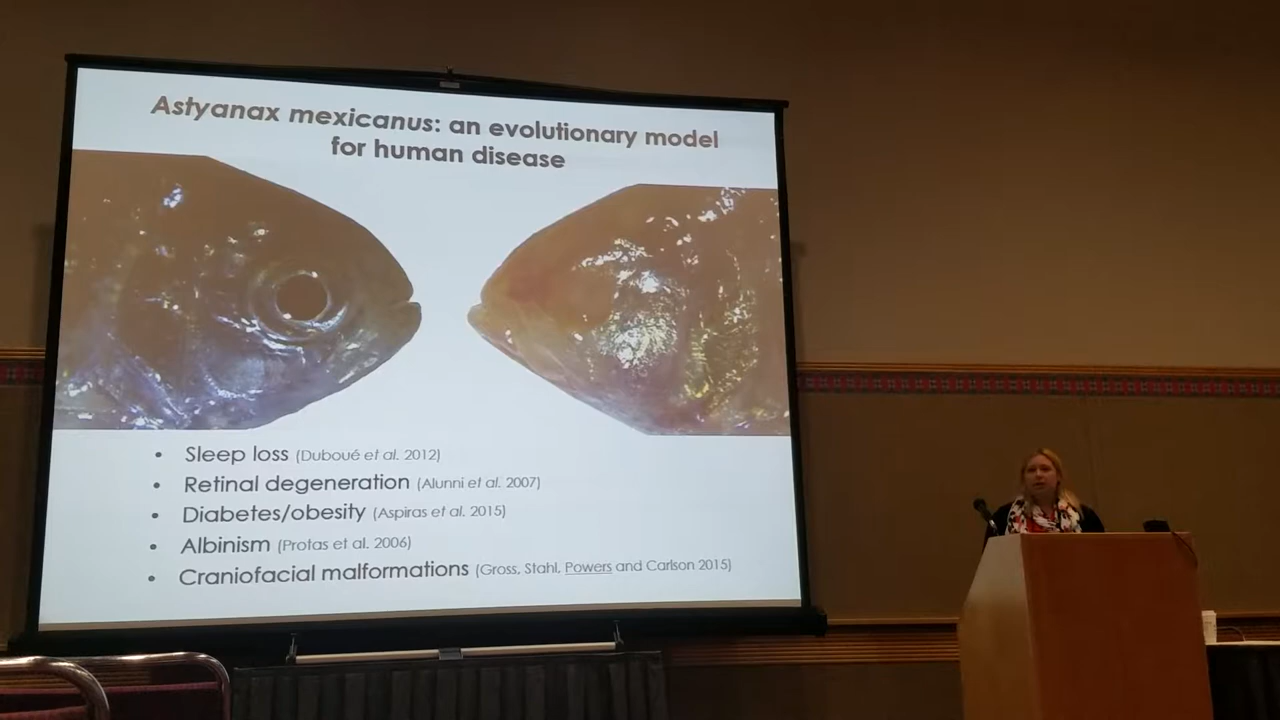 Astyanax mexicanus: an evolutionary model
for human disease
• Sleep loss (Duboué et al. 2012)
• Retinal degeneration (Alunni et al. 2007)
• Diabetes/obesity (Aspiras et al. 2015)
• Albinism (Protas et al. 2006)
• Craniofacial malformations (Gross, Stahl, Powers and Carlson 2015)